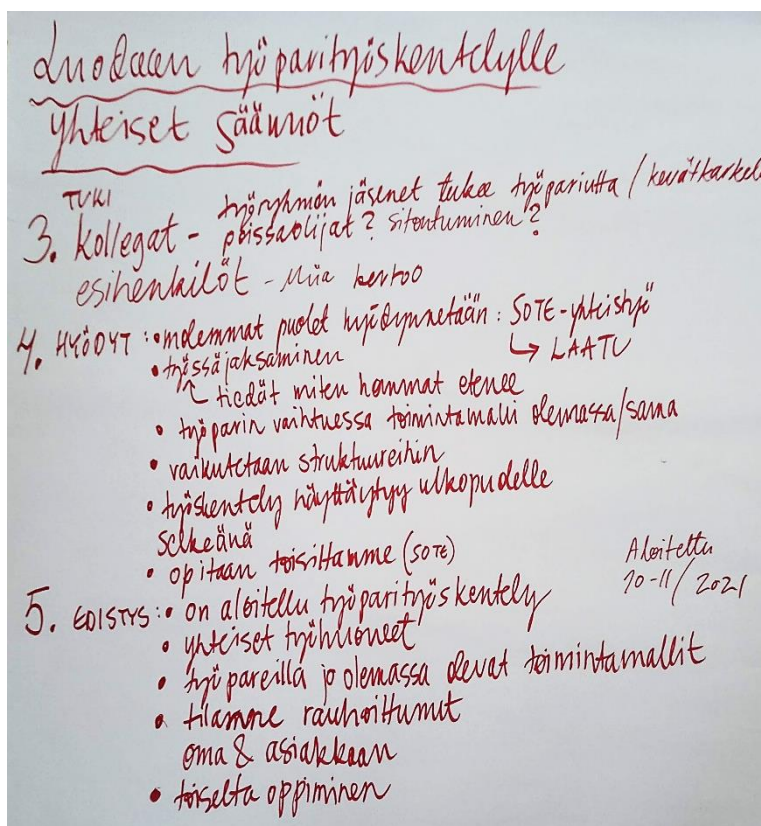 Luodaan työparityöskentelylle
yhteiset säännöt
TUKI
3. kollegat - työryhmän jäsenet tukee työpariutta / kevätkarkel
poissaolijat? sitoutuminen?
esihenkilöt - Miia kertoo
4. HYÖDYT: • molemmat puolet hyödynnetään: SOTE-yhteistyö
↳ LAATU
• työssäjaksaminen
tiedät miten hommat etenee
• työparin vaihtuessa toimintamalli olemassa/sama
• vaikutetaan struktuureihin
• työskentely näyttäytyy ulkopuolelle
selkeänä
• opitaan toisiltamme (SOTE)
Aloitettu
10-11/2021
5. EDISTYS: • on aloitellu työparityöskentely
• yhteiset työhuoneet
• työpareilla jo olemassa olevat toimintamallit
• tilamme rauhoittunut
oma & asiakkaan
• toiselta oppiminen